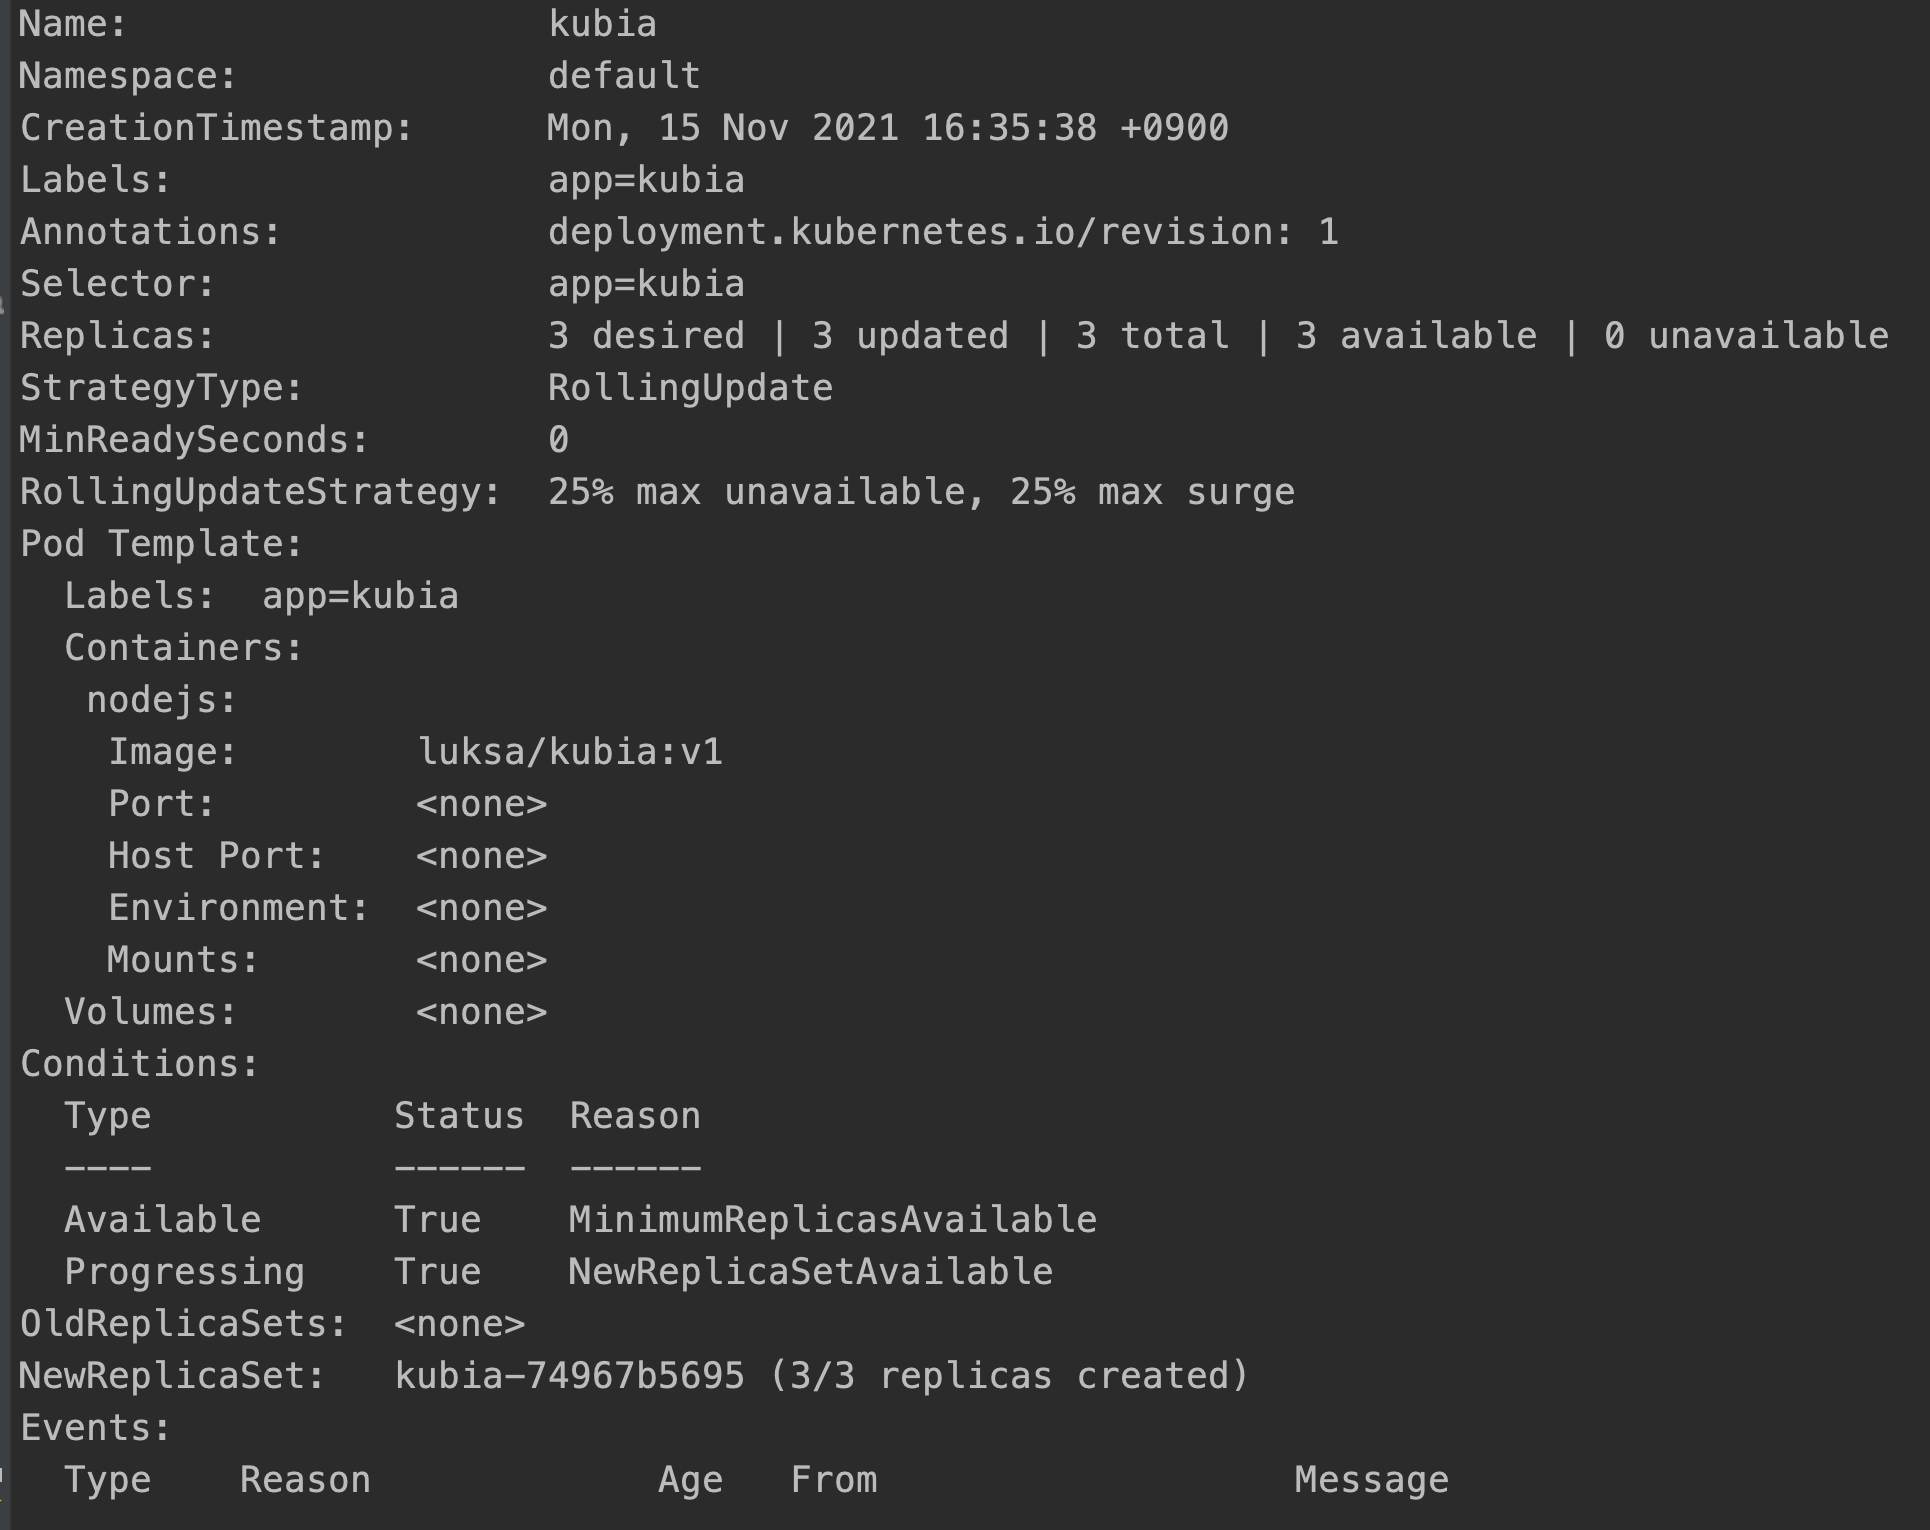 Name:                   kubia
Namespace:              default
CreationTimestamp:      Mon, 15 Nov 2021 16:35:38 +0900
Labels:                 app=kubia
Annotations:            deployment.kubernetes.io/revision: 1
Selector:               app=kubia
Replicas:               3 desired | 3 updated | 3 total | 3 available | 0 unavailable
StrategyType:           RollingUpdate
MinReadySeconds:        0
RollingUpdateStrategy:  25% max unavailable, 25% max surge
Pod Template:
  Labels:  app=kubia
  Containers:
   nodejs:
    Image:        luksa/kubia:v1
    Port:         <none>
    Host Port:    <none>
    Environment:  <none>
    Mounts:       <none>
  Volumes:        <none>
Conditions:
  Type           Status  Reason
  ----           ------  ------
  Available      True    MinimumReplicasAvailable
  Progressing    True    NewReplicaSetAvailable
OldReplicaSets:  <none>
NewReplicaSet:   kubia-74967b5695 (3/3 replicas created)
Events:
  Type    Reason             Age   From                   Message